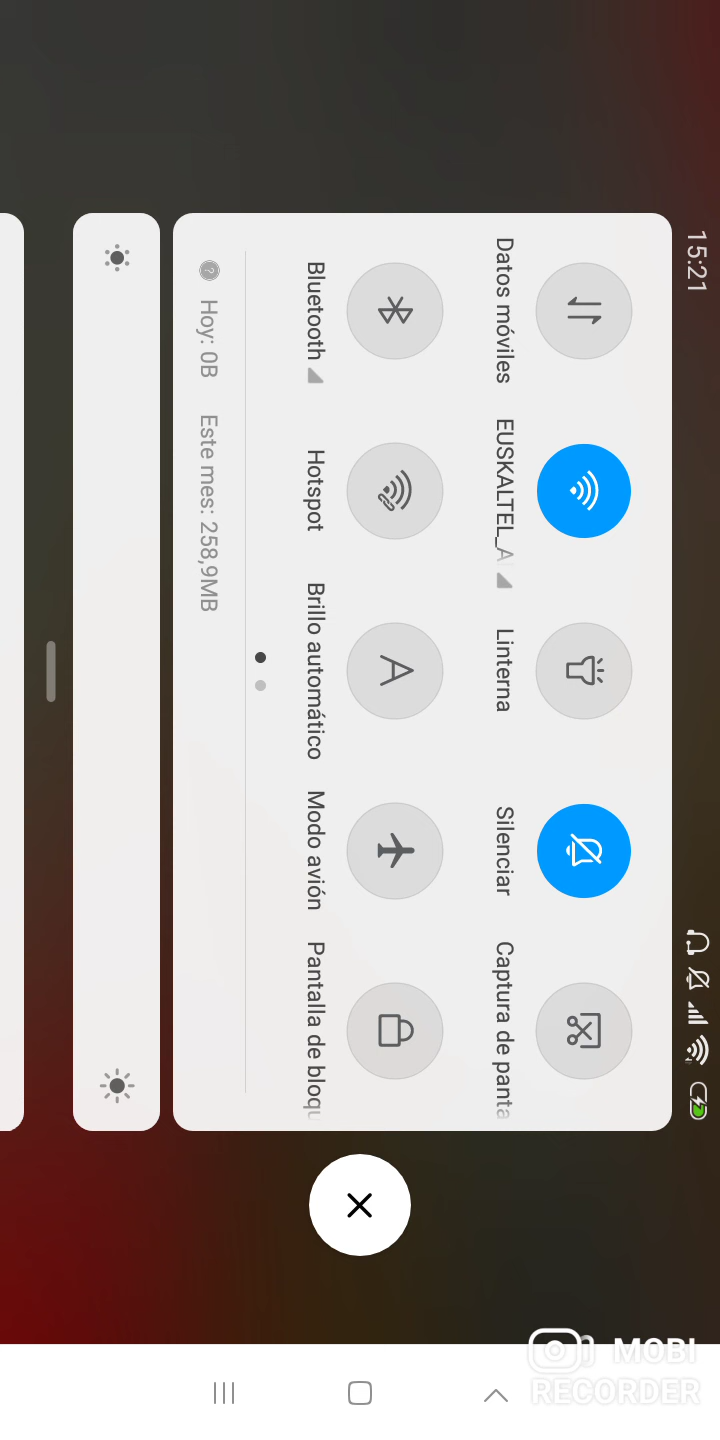 15:21
Datos móviles
EUSKALTEL_A
Linterna
Silenciar
Captura de panta
Bluetooth
Hotspot
Brillo automático
Modo avión
Pantalla de bloqu
? Hoy: 0B Este mes: 258,9MB
MOBI
RECORDER